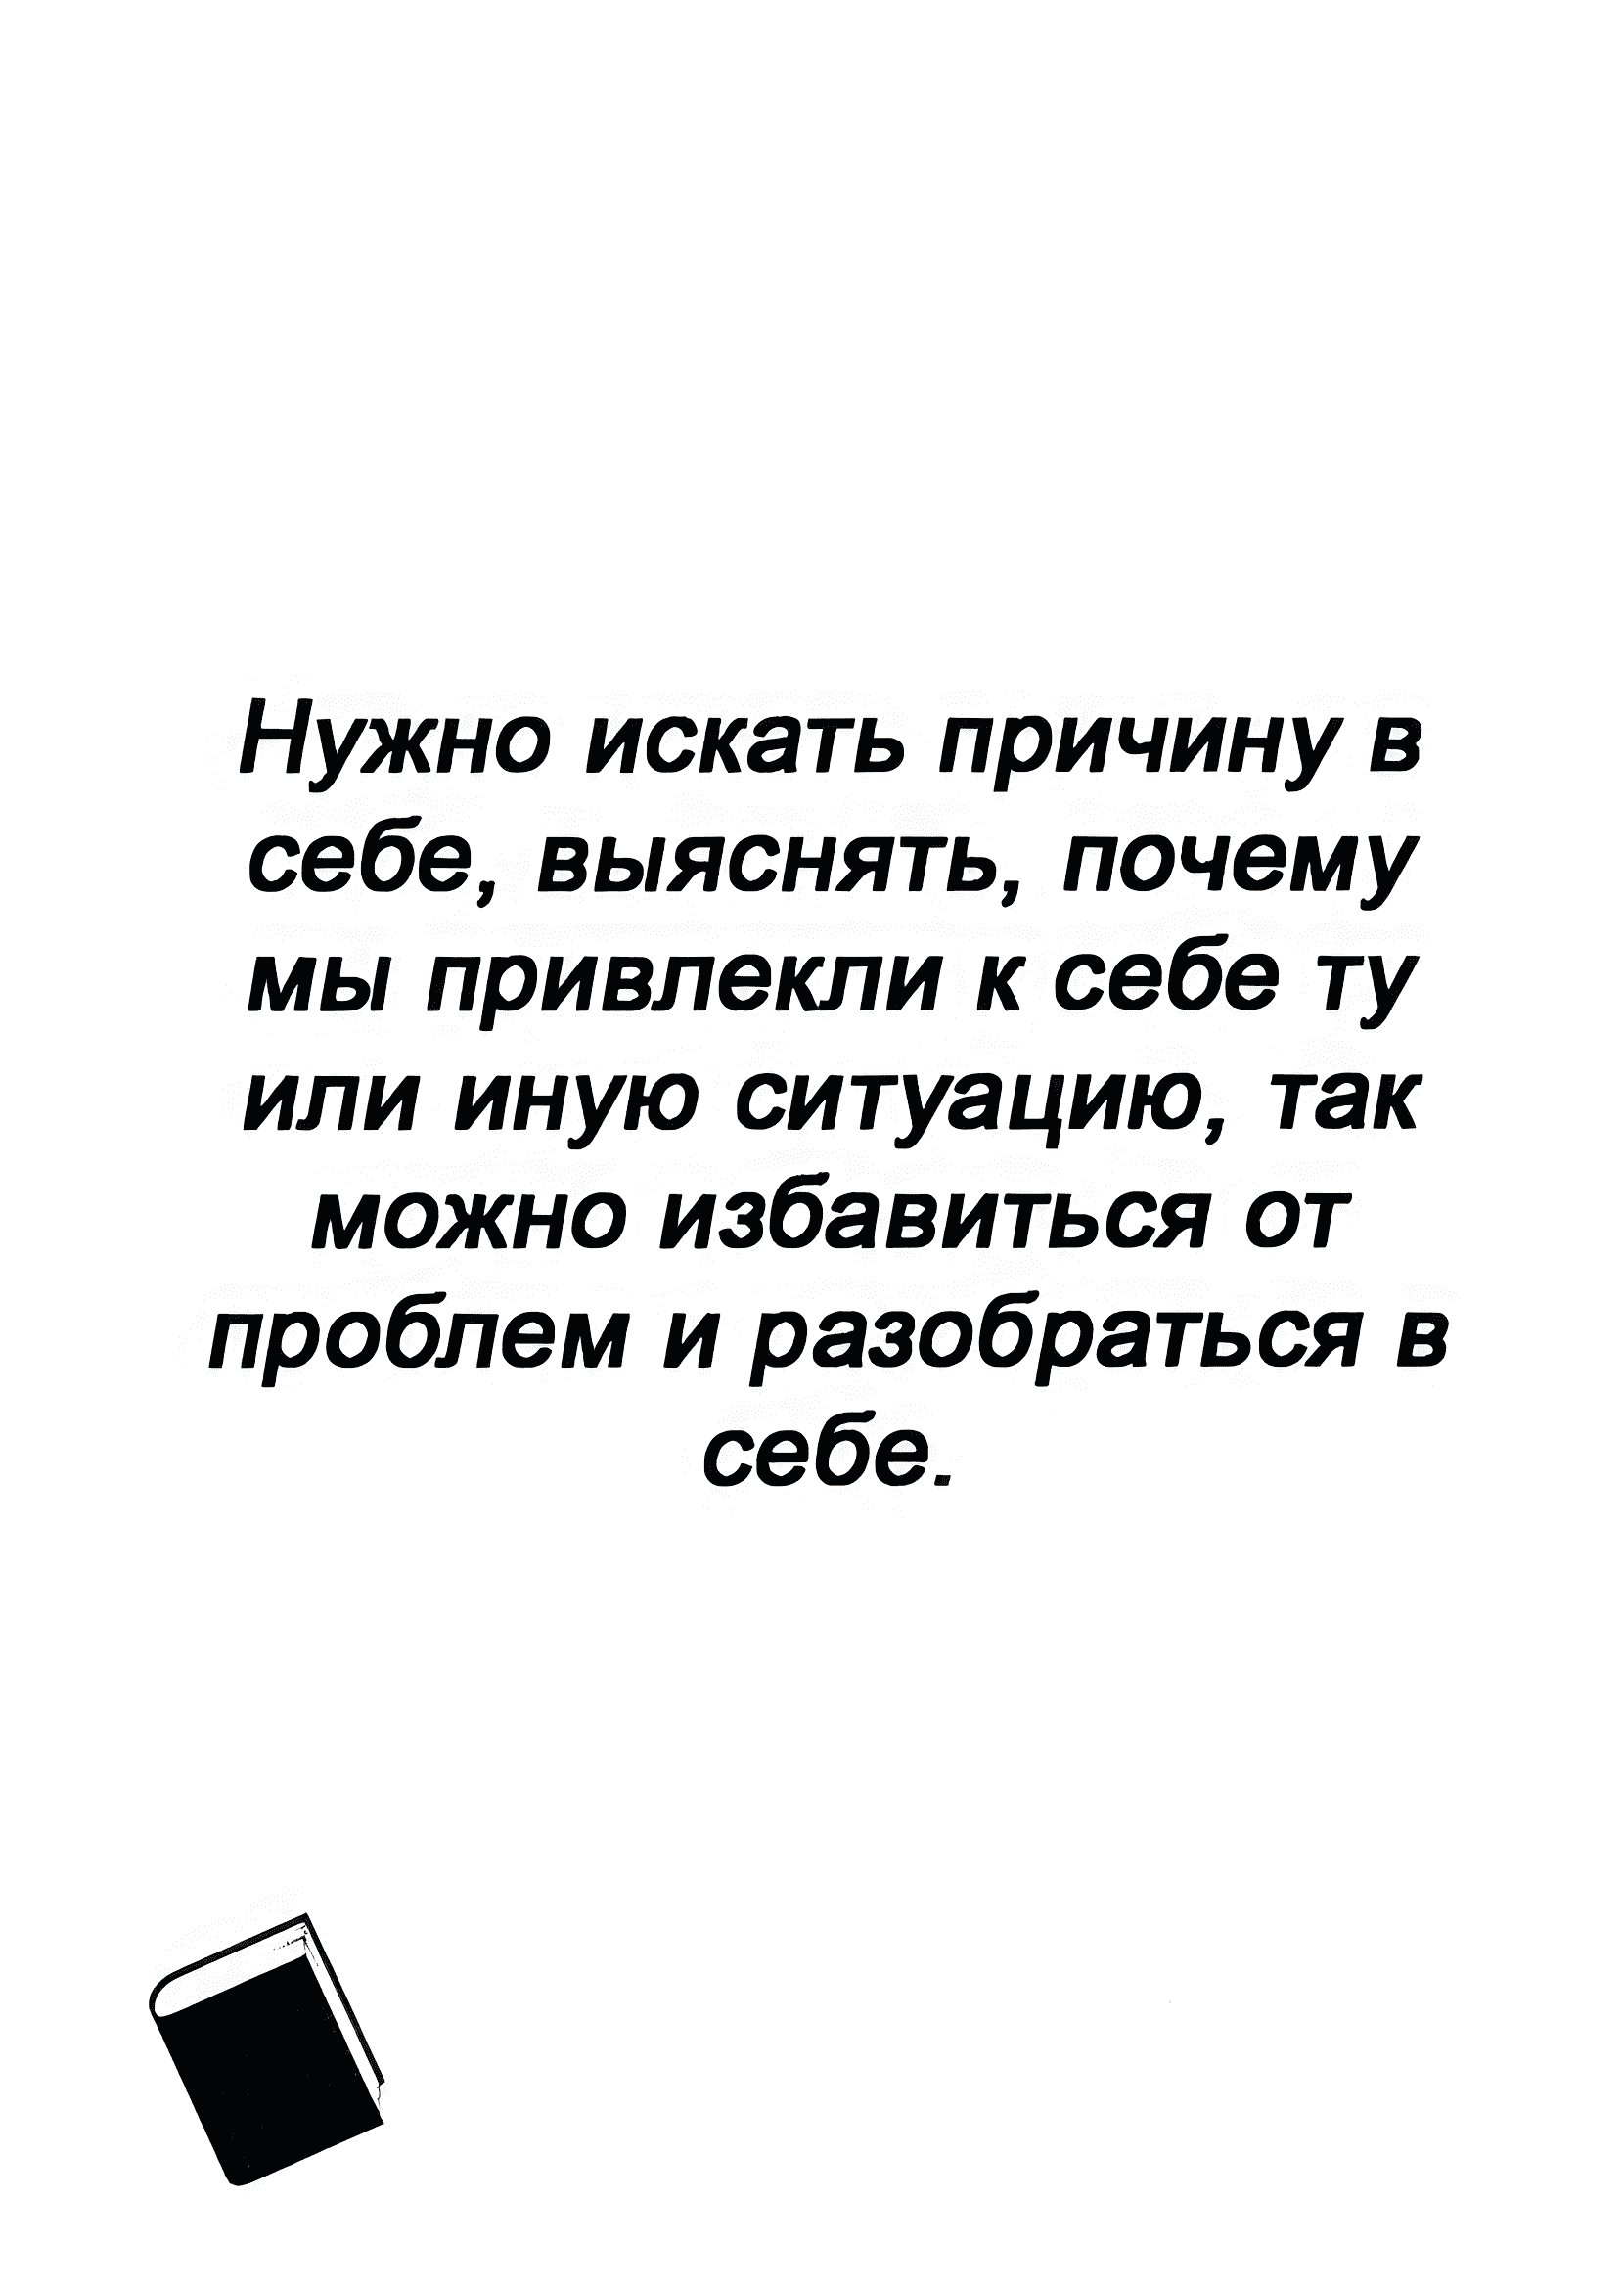 Нужно искать причину в
себе, выяснять, почему
мы привлекли к себе ту
или иную ситуацию, так
можно избавиться от
проблем и разобраться в
себе.